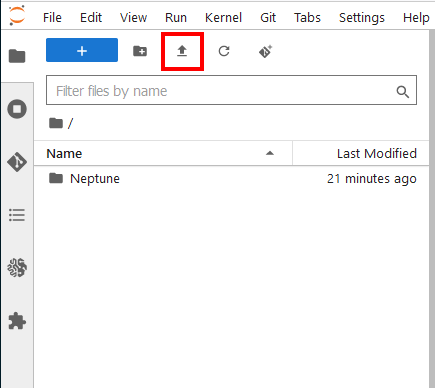 File Edit View Run Kernel Git Tabs Settings Help
+
Filter files by name
/
Name Last Modified
Neptune 21 minutes ago